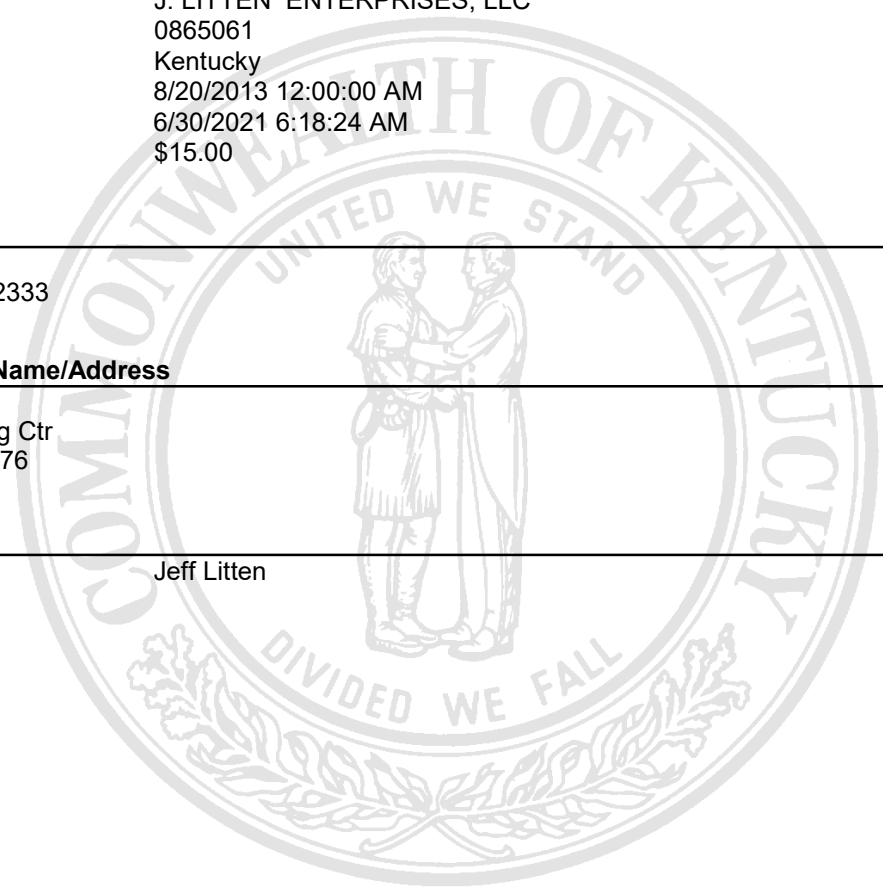 J. LITTEN ENTERPRISES, LLC
0865061
Kentucky
8/20/2013 12:00:00 AM
6/30/2021 6:18:24 AM
$15.00
COMMONWEALTH OF KENTUCKY
UNITED WE STAND
2333
Name/Address
g Ctr
76
Jeff Litten
DIVIDED WE FALL